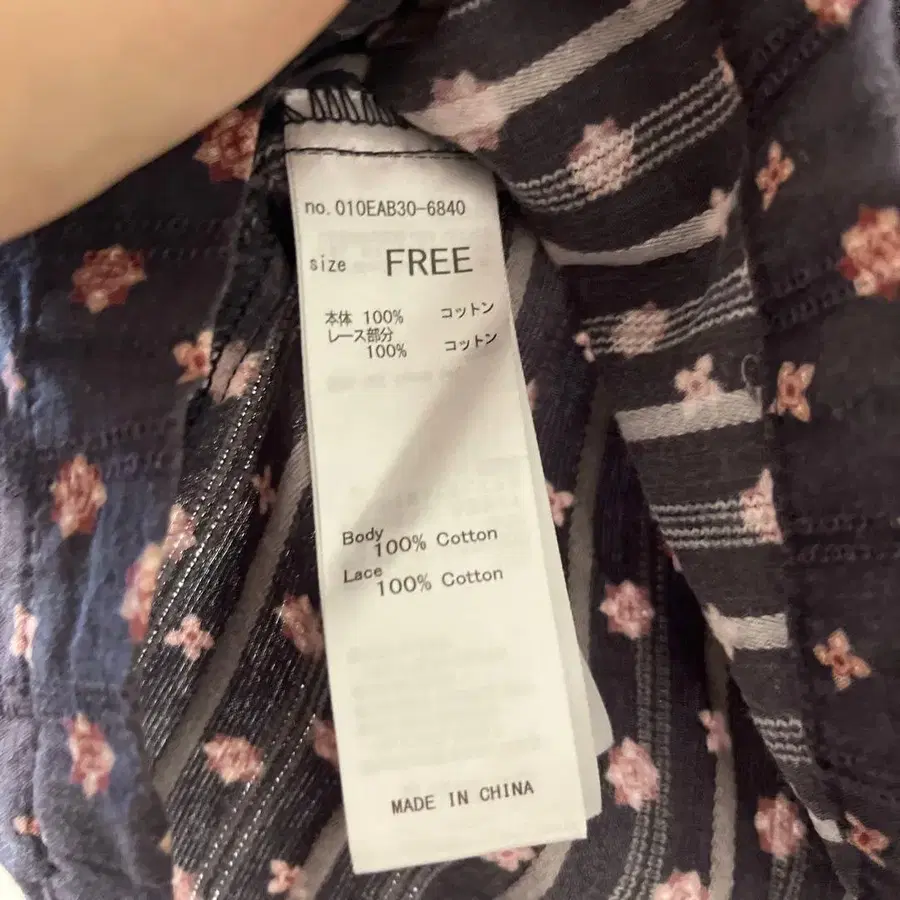 no. 010EAB30-6840
size FREE
本体 100% コットン
レース部分
100% コットン
Body
100% Cotton
Lace
100% Cotton
MADE IN CHINA